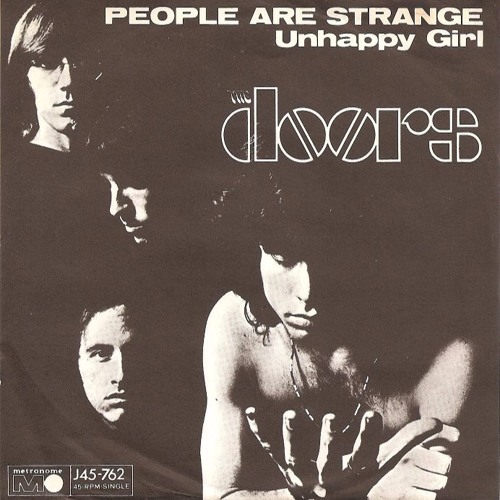 PEOPLE ARE STRANGE
Unhappy Girl
THE
doors
metronome
M
J45-762
45-RPM-SINGLE